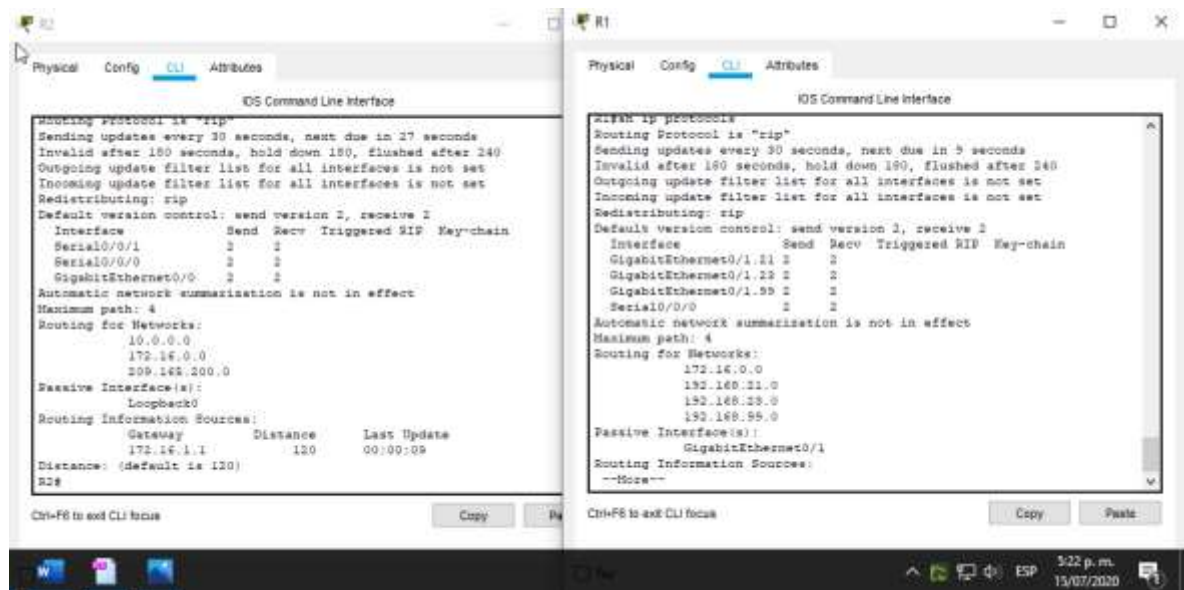 R2
Physical Config CLI Attributes
IOS Command Line Interface
Routing Protocol is "rip"
Sending updates every 30 seconds, next due in 27 seconds
Invalid after 180 seconds, hold down 180, flushed after 240
Outgoing update filter list for all interfaces is not set
Incoming update filter list for all interfaces is not set
Redistributing: rip
Default version control: send version 2, receive 2
Interface Send Recv Triggered RIP Key-chain
Serial0/0/1 2 2
Serial0/0/0 2 2
GigabitEthernet0/0 2 2
Automatic network summarization is not in effect
Maximum path: 4
Routing for Networks:
10.0.0.0
172.16.0.0
209.165.200.0
Passive Interface(s):
Loopback0
Routing Information Sources:
Gateway Distance Last Update
172.16.1.1 120 00:00:09
Distance: (default is 120)
R2#
Ctrl+F6 to exit CLI focus
Copy Pa
R1
Physical Config CLI Attributes
IOS Command Line Interface
R1#sh ip protocols
Routing Protocol is "rip"
Sending updates every 30 seconds, next due in 9 seconds
Invalid after 180 seconds, hold down 180, flushed after 240
Outgoing update filter list for all interfaces is not set
Incoming update filter list for all interfaces is not set
Redistributing: rip
Default version control: send version 2, receive 2
Interface Send Recv Triggered RIP Key-chain
GigabitEthernet0/1.21 2 2
GigabitEthernet0/1.23 2 2
GigabitEthernet0/1.99 2 2
Serial0/0/0 2 2
Automatic network summarization is not in effect
Maximum path: 4
Routing for Networks:
172.16.0.0
192.168.21.0
192.168.23.0
192.168.99.0
Passive Interface(s):
GigabitEthernet0/1
Routing Information Sources:
--More--
Ctrl+F6 to exit CLI focus
Copy Paste
Top
ESP
5:22 p. m.
15/07/2020